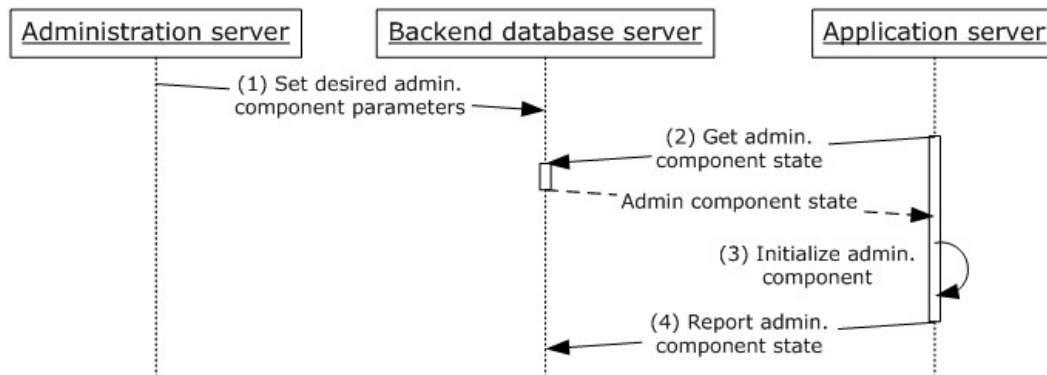 Administration server
Backend database server
Application server
(1) Set desired admin.
component parameters
(2) Get admin.
component state
Admin component state
(3) Initialize admin.
component
(4) Report admin.
component state